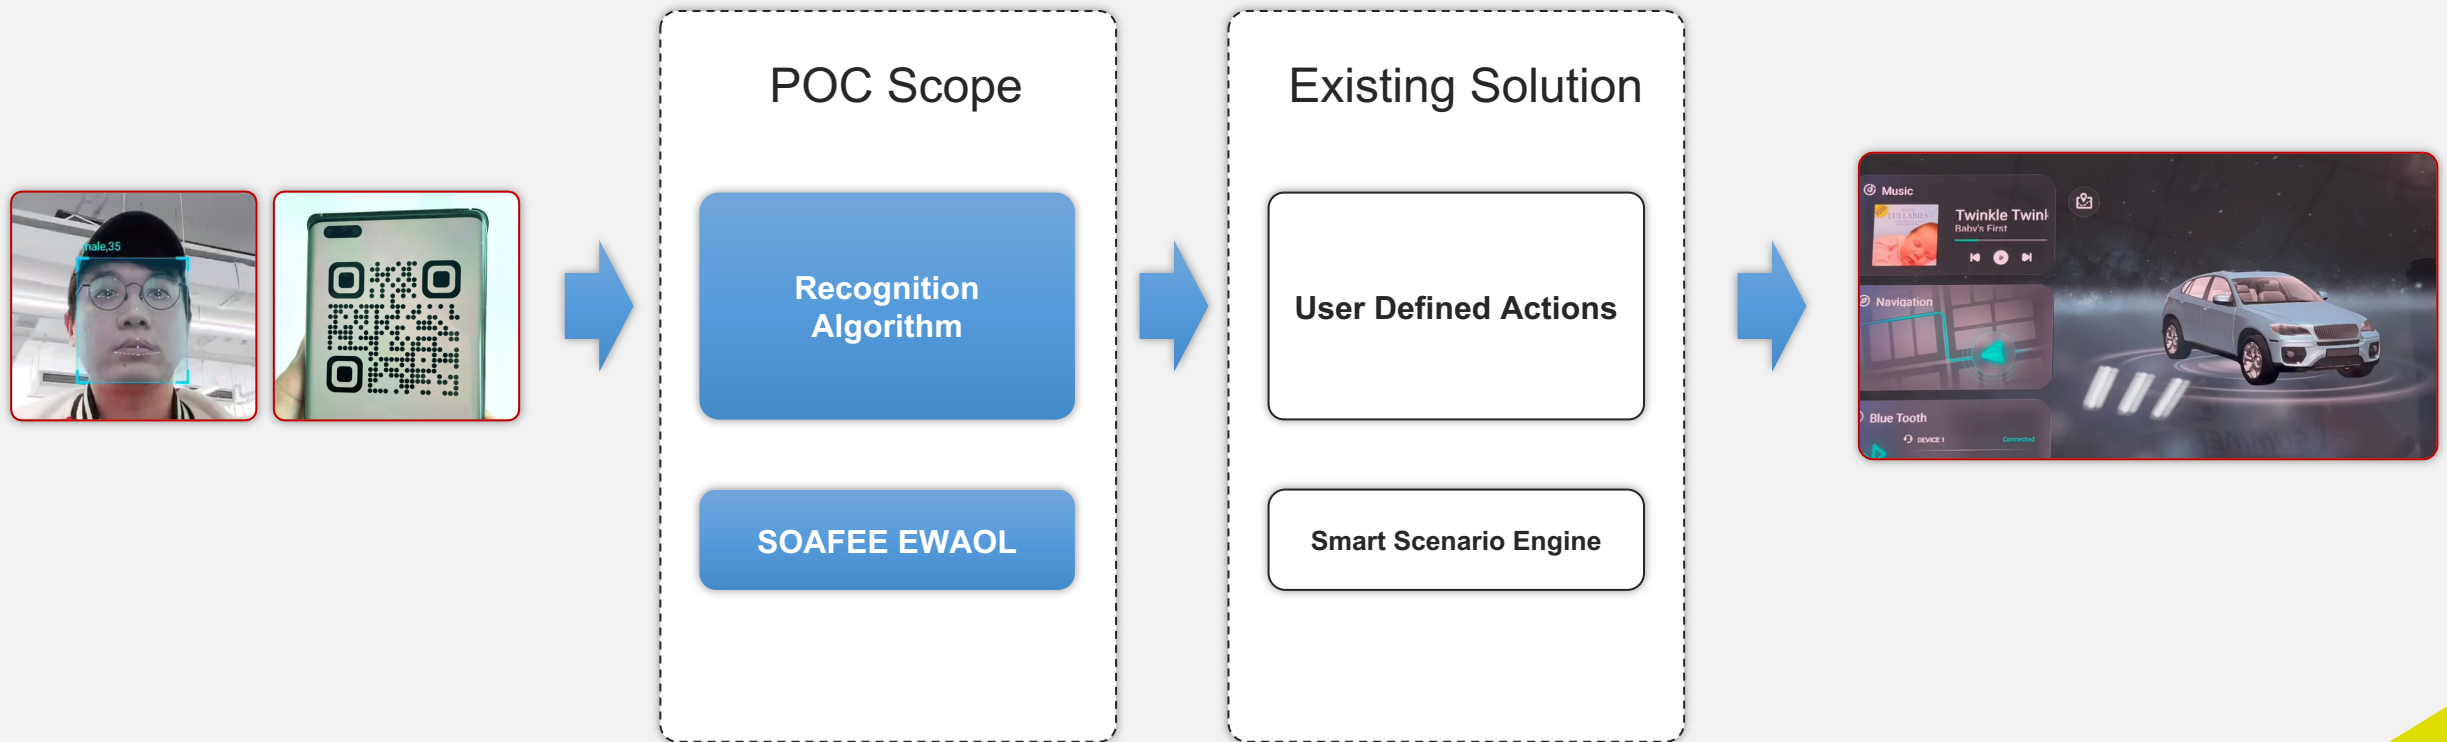 POC Scope
Existing Solution
male,35
Recognition
Algorithm
User Defined Actions
SOAFEE EWAOL
Smart Scenario Engine
Music
LULLABIES
Twinkle Twinl
Baby's First
Navigation
Blue Tooth
DEVICE 1
Connected